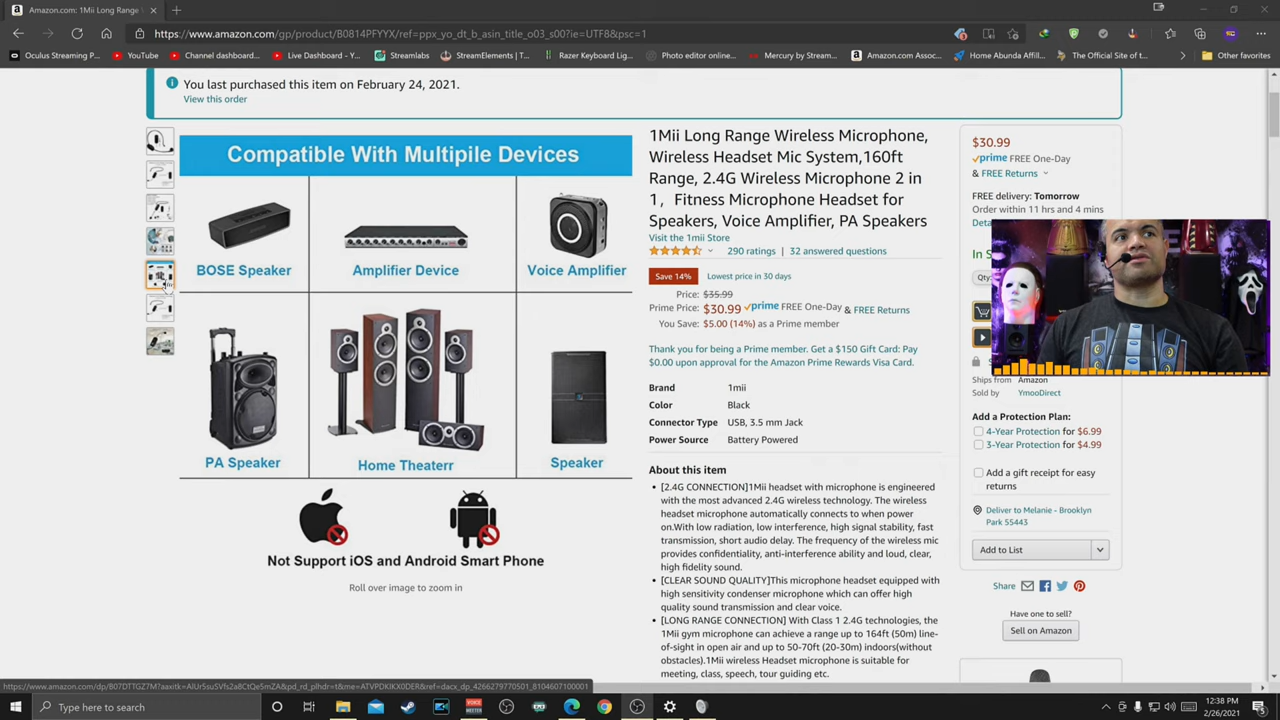 Amazon.com: 1Mii Long Range
https://www.amazon.com/gp/product/B0814PFYYX/ref=ppx_yo_dt_b_asin_title_o03_s00?ie=UTF8&psc=1
Oculus Streaming P...
YouTube
Channel dashboard...
Live Dashboard - Y...
Streamlabs
StreamElements | T...
Razer Keyboard Lig...
Photo editor online...
Mercury by Stream...
Amazon.com Assoc...
Home Abunda Affili...
The Official Site of t...
Other favorites
You last purchased this item on February 24, 2021.
View this order
Compatible With Multipile Devices
BOSE Speaker
Amplifier Device
Voice Amplifier
PA Speaker
Home Theaterr
Speaker
Not Support iOS and Android Smart Phone
Roll over image to zoom in
1Mii Long Range Wireless Microphone,
Wireless Headset Mic System,160ft
Range, 2.4G Wireless Microphone 2 in
1, Fitness Microphone Headset for
Speakers, Voice Amplifier, PA Speakers
Visit the 1mii Store
290 ratings | 32 answered questions
Save 14% Lowest price in 30 days
Price: $35.99
Prime Price: $30.99 prime FREE One-Day
& FREE Returns
You Save: $5.00 (14%) as a Prime member
Thank you for being a Prime member. Get a $150 Gift Card: Pay
$0.00 upon approval for the Amazon Prime Rewards Visa Card.
Brand 1mii
Color Black
Connector Type USB, 3.5 mm Jack
Power Source Battery Powered
About this item
• [2.4G CONNECTION]1Mii headset with microphone is engineered
with the most advanced 2.4G wireless technology. The wireless
headset microphone automatically connects to when power
on.With low radiation, low interference, high signal stability, fast
transmission, short audio delay. The frequency of the wireless mic
provides confidentiality, anti-interference ability and loud, clear,
high fidelity sound.
• [CLEAR SOUND QUALITY]This microphone headset equipped with
high sensitivity condenser microphone which can offer high
quality sound transmission and clear voice.
• [LONG RANGE CONNECTION] With Class 1 2.4G technologies, the
1Mii gym microphone can achieve a range up to 164ft (50m) line-
of-sight in open air and up to 50-70ft (20-30m) indoors(without
obstacles).1Mii wireless Headset microphone is suitable for
meeting, class, speech, tour guiding etc.
$30.99
prime FREE One-Day
& FREE Returns
FREE delivery: Tomorrow
Order within 11 hrs and 4 mins
In S
Qty:
Ships from Amazon
Sold by YmooDirect
Add a Protection Plan:
4-Year Protection for $6.99
3-Year Protection for $4.99
Add a gift receipt for easy
returns
Deliver to Melanie - Brooklyn
Park 55443
Add to List
Share
Have one to sell?
Sell on Amazon
Type here to search
12:38 PM
2/26/2021